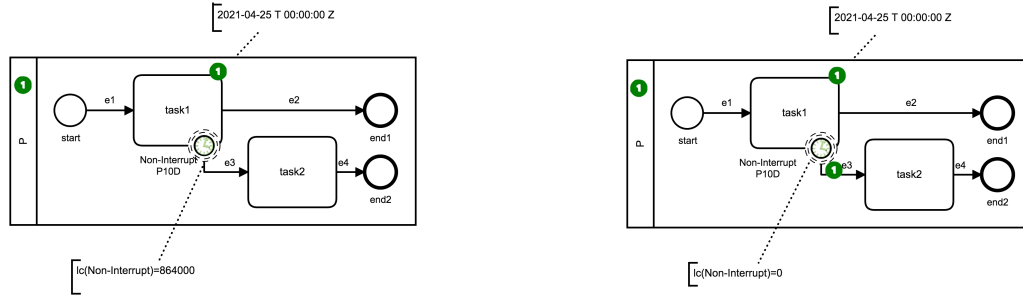 2021-04-25 T 00:00:00 Z
1
1
P
start
e1
task1
e2
end1
Non-Interrupt
P10D
e3
task2
e4
end2
lc(Non-Interrupt)=864000
2021-04-25 T 00:00:00 Z
1
1
P
start
e1
task1
e2
end1
Non-Interrupt
P10D
1
e3
task2
e4
end2
lc(Non-Interrupt)=0